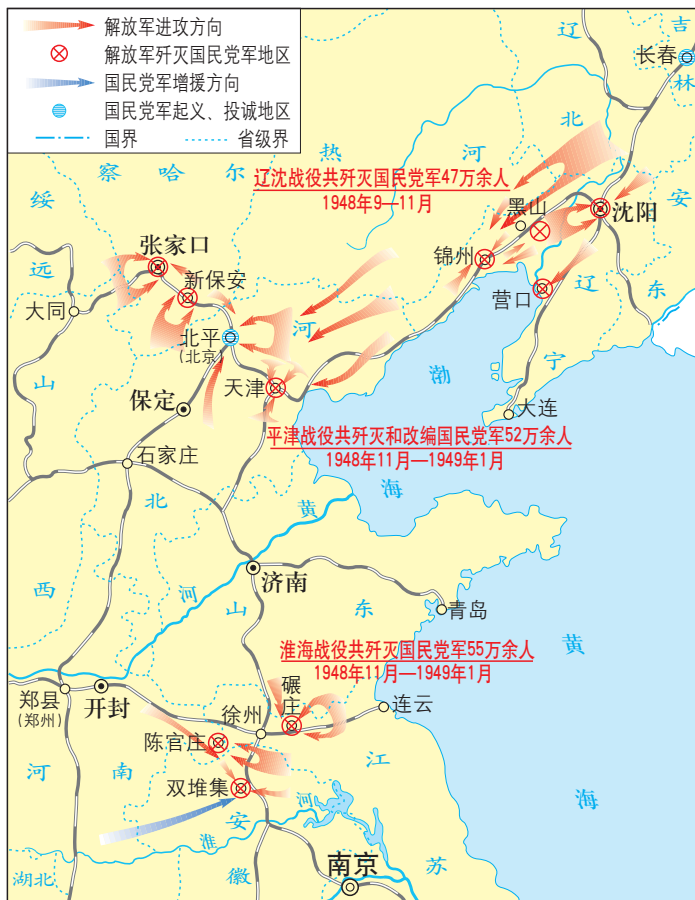 解放军进攻方向
解放军歼灭国民党军地区
国民党军增援方向
国民党军起义、投诚地区
国界
省级界
吉
林
长春
辽
北
安
东
热
河
察哈尔
绥
远
辽沈战役共歼灭国民党军47万余人
1948年9—11月
黑山
沈阳
锦州
营口
辽
宁
大连
张家口
新保安
大同
北平
(北京)
天津
河
北
保定
石家庄
山
西
渤
海
平津战役共歼灭和改编国民党军52万余人
1948年11月—1949年1月
黄
河
济南
山
东
青岛
黄
海
淮海战役共歼灭国民党军55万余人
1948年11月—1949年1月
郑县
(郑州)
开封
徐州
碾
庄
连云
陈官庄
双堆集
河
南
江
苏
安
徽
淮
河
湖北
南京